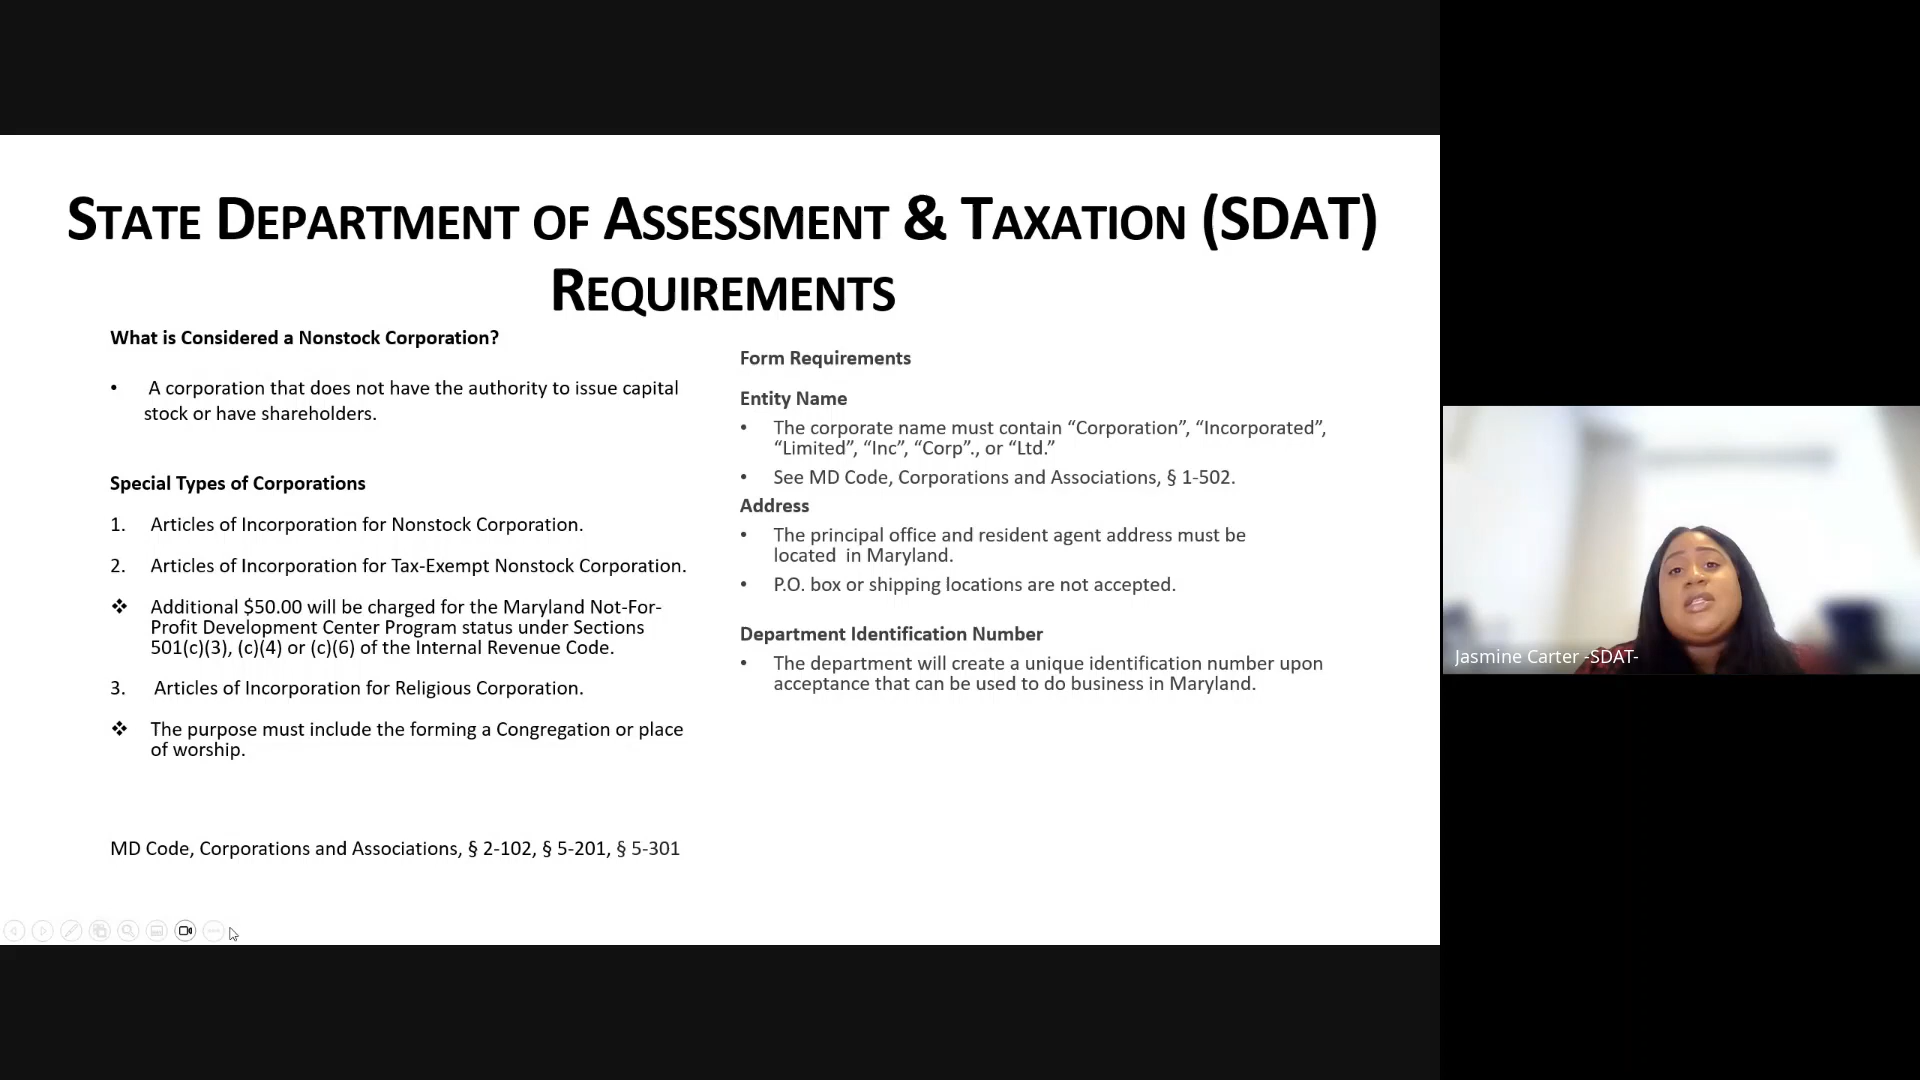 STATE DEPARTMENT OF ASSESSMENT & TAXATION (SDAT)
REQUIREMENTS
What is Considered a Nonstock Corporation?
• A corporation that does not have the authority to issue capital
stock or have shareholders.
Special Types of Corporations
1. Articles of Incorporation for Nonstock Corporation.
2. Articles of Incorporation for Tax-Exempt Nonstock Corporation.
❖ Additional $50.00 will be charged for the Maryland Not-For-
Profit Development Center Program status under Sections
501(c)(3), (c)(4) or (c)(6) of the Internal Revenue Code.
3. Articles of Incorporation for Religious Corporation.
❖ The purpose must include the forming a Congregation or place
of worship.
MD Code, Corporations and Associations, § 2-102, § 5-201, § 5-301
Form Requirements
Entity Name
• The corporate name must contain “Corporation”, “Incorporated”,
“Limited”, “Inc”, “Corp”., or “Ltd.”
• See MD Code, Corporations and Associations, § 1-502.
Address
• The principal office and resident agent address must be
located in Maryland.
• P.O. box or shipping locations are not accepted.
Department Identification Number
• The department will create a unique identification number upon
acceptance that can be used to do business in Maryland.
Jasmine Carter -SDAT-